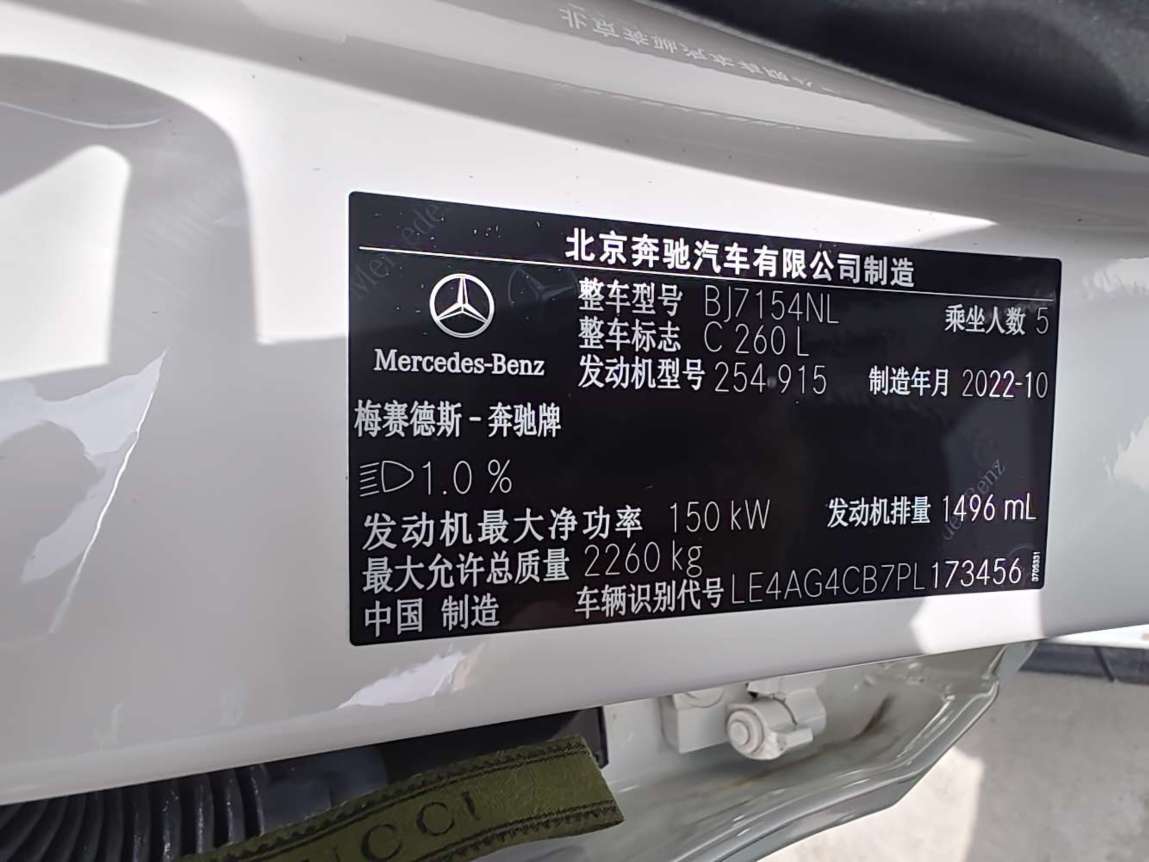 北京奔驰汽车有限公司制造
整车型号 BJ7154NL
乘坐人数 5
整车标志 C 260 L
发动机型号 254 915
制造年月 2022-10
Mercedes-Benz
梅赛德斯-奔驰牌
1.0 %
发动机最大净功率 150 kW
发动机排量 1496 mL
最大允许总质量 2260 kg
中国 制造
车辆识别代号 LE4AG4CB7PL173456
3705331
UCCI